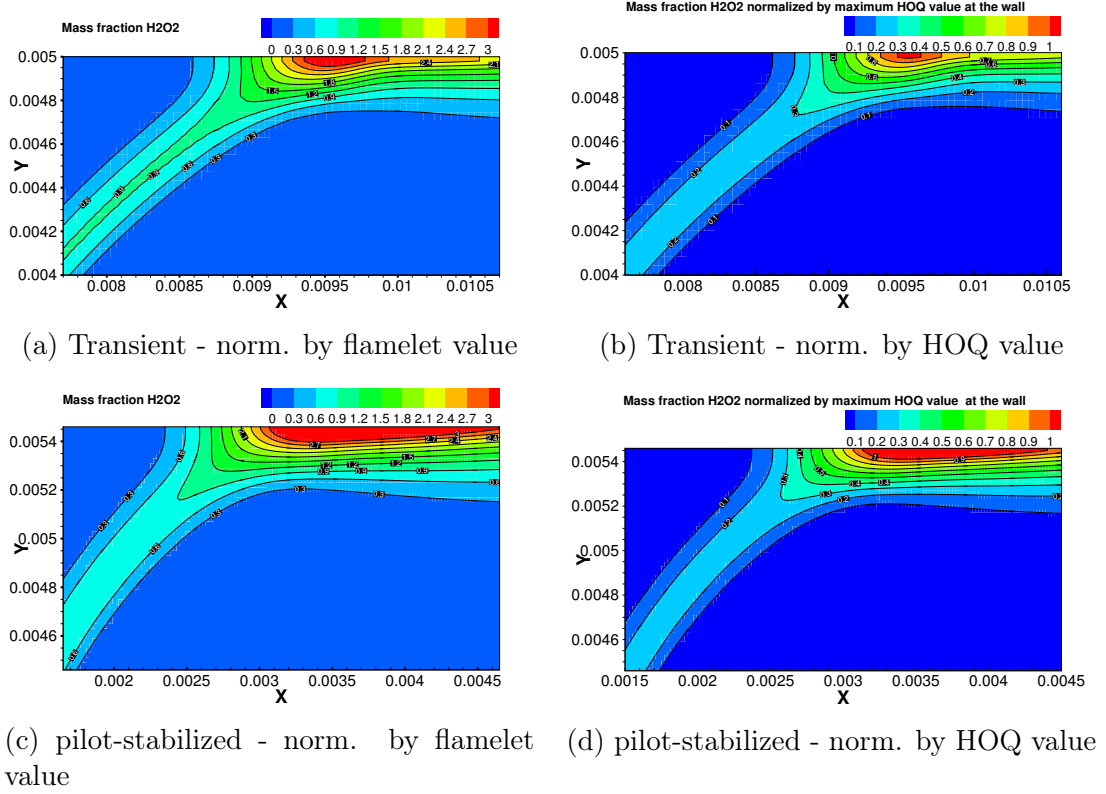 Mass fraction H2O2
0 0.3 0.6 0.9 1.2 1.5 1.8 2.1 2.4 2.7 3
0.005
0.0048
0.0046
0.0044
0.0042
0.004
Y
0.008 0.0085 0.009 0.0095 0.01 0.0105
X
(a) Transient - norm. by flamelet value
Mass fraction H2O2 normalized by maximum HOQ value at the wall
0.1 0.2 0.3 0.4 0.5 0.6 0.7 0.8 0.9 1
0.005
0.0048
0.0046
0.0044
0.0042
0.004
Y
0.008 0.0085 0.009 0.0095 0.01 0.0105
X
(b) Transient - norm. by HOQ value
Mass fraction H2O2
0 0.3 0.6 0.9 1.2 1.5 1.8 2.1 2.4 2.7 3
0.0054
0.0052
0.005
0.0048
0.0046
Y
0.002 0.0025 0.003 0.0035 0.004 0.0045
X
(c) pilot-stabilized - norm. by flamelet
value
Mass fraction H2O2 normalized by maximum HOQ value at the wall
0.1 0.2 0.3 0.4 0.5 0.6 0.7 0.8 0.9 1
0.0054
0.0052
0.005
0.0048
0.0046
Y
0.0015 0.002 0.0025 0.003 0.0035 0.004 0.0045
X
(d) pilot-stabilized - norm. by HOQ value